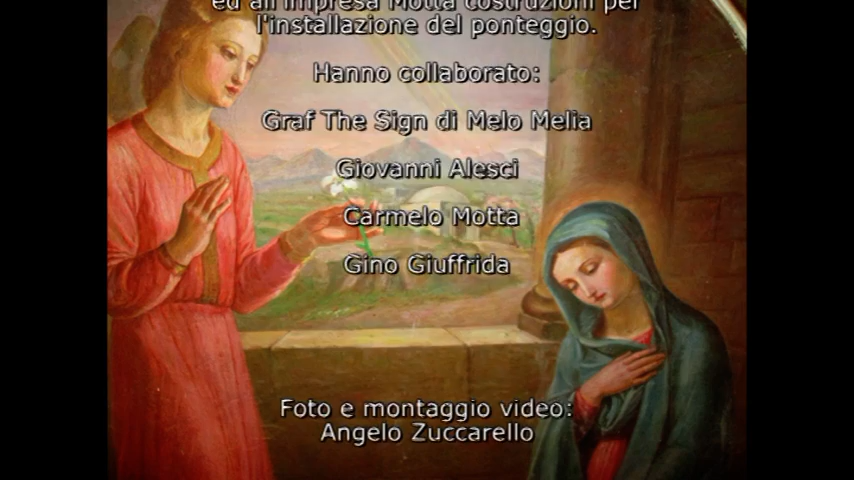 ed all'impresa Motta costruzioni per
l'installazione del ponteggio.
Hanno collaborato:
Graf The Sign di Melo Melia
Giovanni Alesci
Carmelo Motta
Gino Giuffrida
Foto e montaggio video:
Angelo Zuccarello